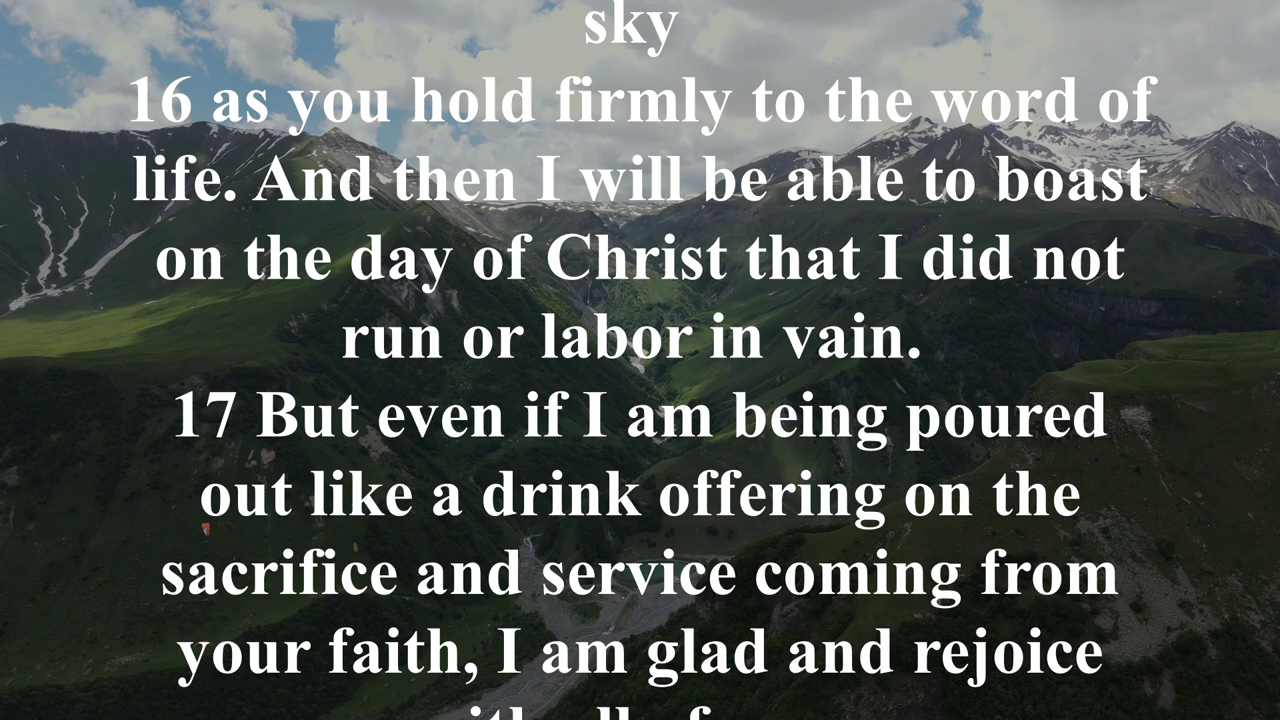 sky
16 as you hold firmly to the word of
life. And then I will be able to boast
on the day of Christ that I did not
run or labor in vain.
17 But even if I am being poured
out like a drink offering on the
sacrifice and service coming from
your faith, I am glad and rejoice